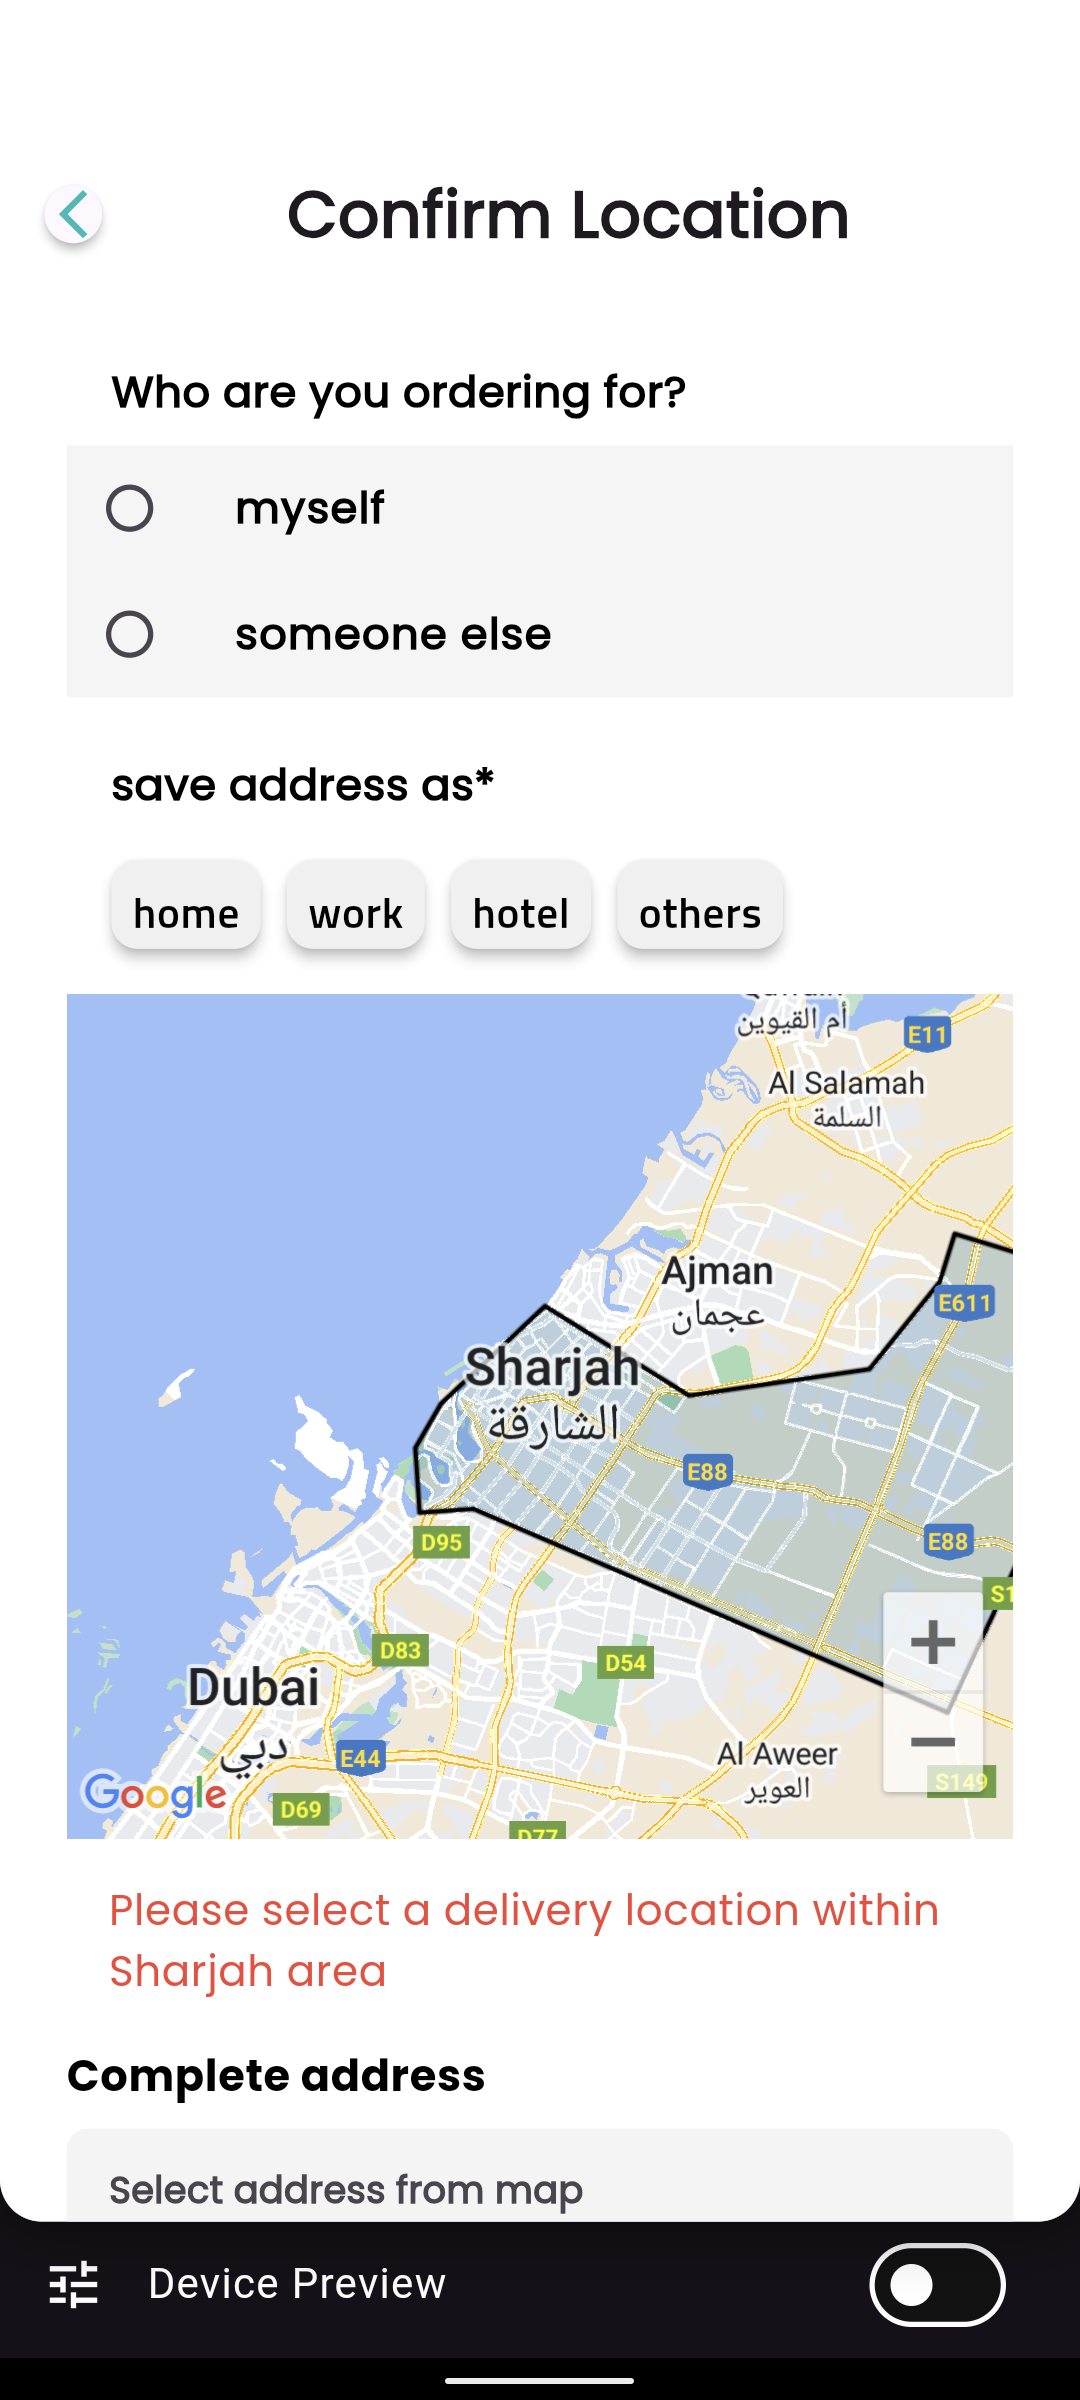 Confirm Location
Who are you ordering for?
myself
someone else
save address as*
home
work
hotel
others
أم القيوين
E11
Al Salamah
السلمة
Ajman
عجمان
E611
Sharjah
الشارقة
E88
E88
D95
S1
D83
D54
Dubai
دبي
E44
Al Aweer
العوير
S149
Google
D69
D77
Please select a delivery location within
Sharjah area
Complete address
Select address from map
Device Preview